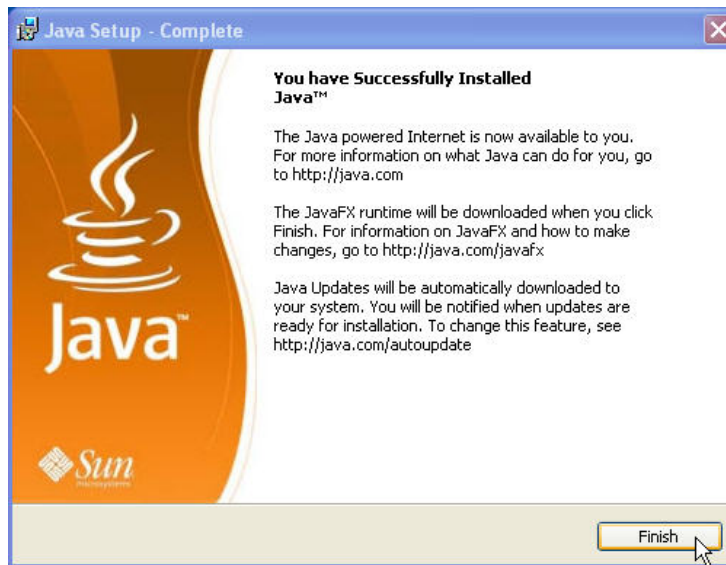 Java Setup - Complete
You have Successfully Installed
Java™
The Java powered Internet is now available to you.
For more information on what Java can do for you, go
to http://java.com
The JavaFX runtime will be downloaded when you click
Finish. For information on JavaFX and how to make
changes, go to http://java.com/javafx
Java Updates will be automatically downloaded to
your system. You will be notified when updates are
ready for installation. To change this feature, see
http://java.com/autoupdate
Java™
Sun
microsystems
Finish